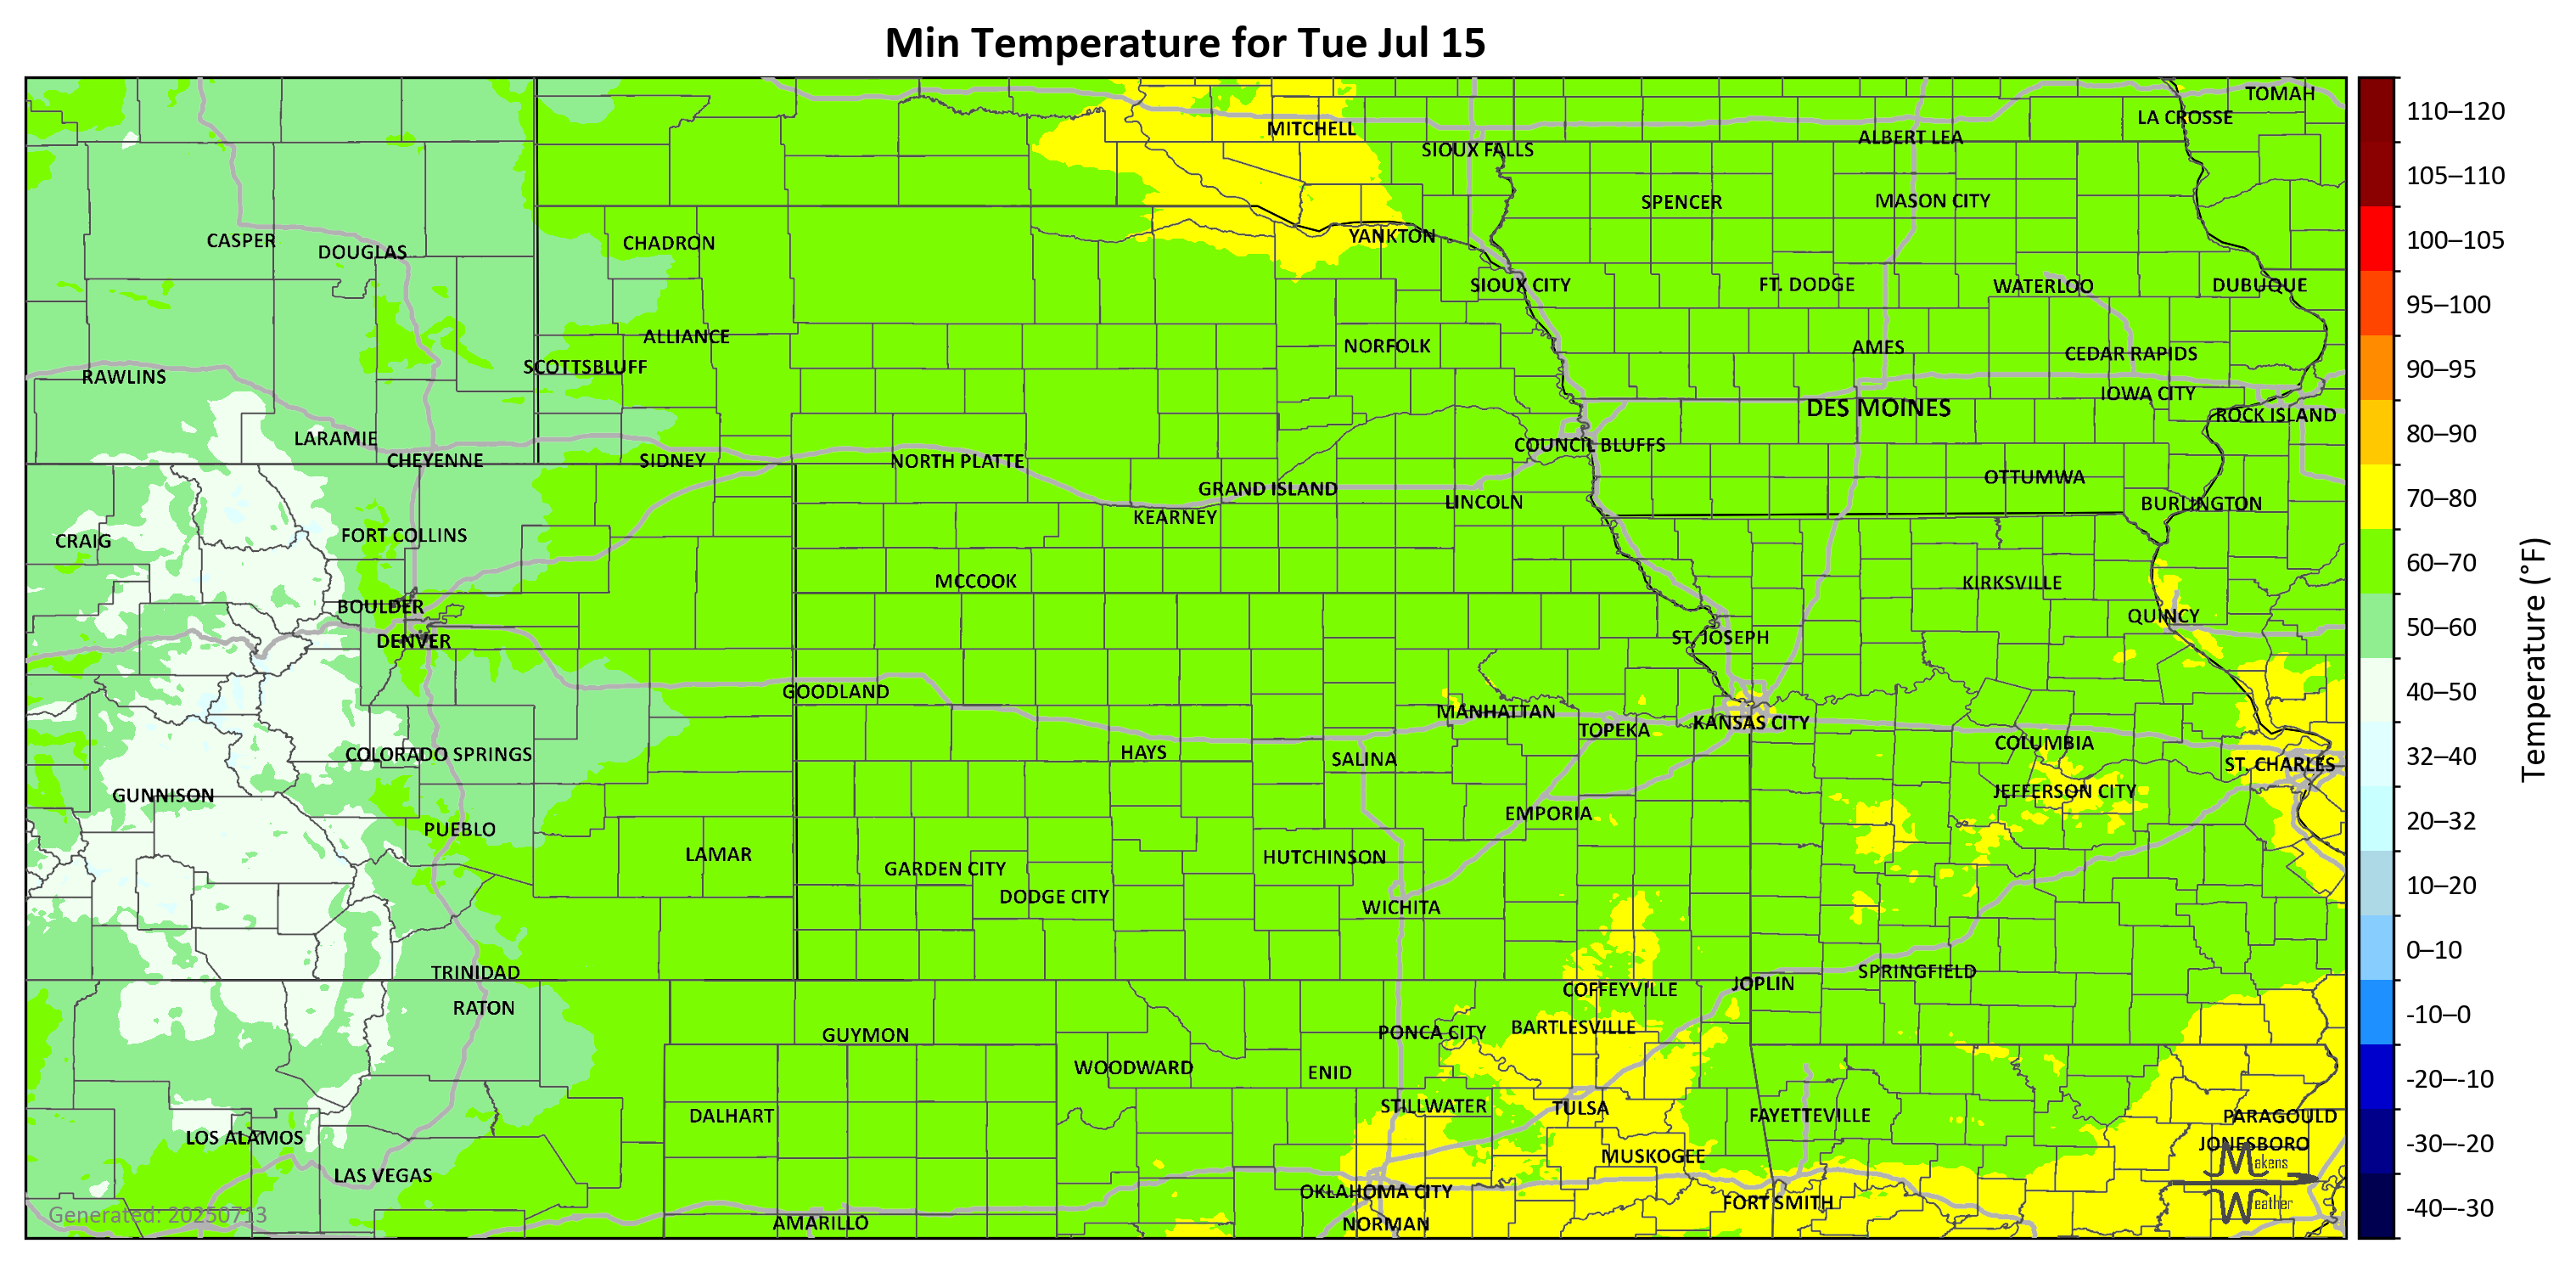 Min Temperature for Tue Jul 15
TOMAH
LA CROSSE
MITCHELL
ALBERT LEA
SIOUX FALLS
SPENCER
MASON CITY
CASPER
DOUGLAS
CHADRON
YANKTON
SIOUX CITY
FT. DODGE
WATERLOO
DUBUQUE
ALLIANCE
NORFOLK
AMES
CEDAR RAPIDS
SCOTTSBLUFF
RAWLINS
IOWA CITY
DES MOINES
ROCK ISLAND
LARAMIE
COUNCIL BLUFFS
CHEYENNE
SIDNEY
NORTH PLATTE
OTTUMWA
GRAND ISLAND
LINCOLN
BURLINGTON
KEARNEY
FORT COLLINS
CRAIG
MCCOOK
KIRKSVILLE
BOULDER
QUINCY
DENVER
ST. JOSEPH
GOODLAND
MANHATTAN
KANSAS CITY
TOPEKA
COLUMBIA
COLORADO SPRINGS
HAYS
SALINA
ST. CHARLES
GUNNISON
JEFFERSON CITY
EMPORIA
PUEBLO
LAMAR
HUTCHINSON
GARDEN CITY
DODGE CITY
WICHITA
TRINIDAD
SPRINGFIELD
JOPLIN
COFFEYVILLE
RATON
BARTLESVILLE
PONCA CITY
GUYMON
WOODWARD
ENID
STILLWATER
TULSA
DALHART
FAYETTEVILLE
PARAGOULD
LOS ALAMOS
JONESBORO
MUSKOGEE
LAS VEGAS
OKLAHOMA CITY
FORT SMITH
AMARILLO
NORMAN
Generated: 20250713
Makens
Weather
110–120
105–110
100–105
95–100
90–95
80–90
70–80
60–70
50–60
40–50
32–40
20–32
10–20
0–10
-10–0
-20–-10
-30–-20
-40–-30
Temperature (°F)